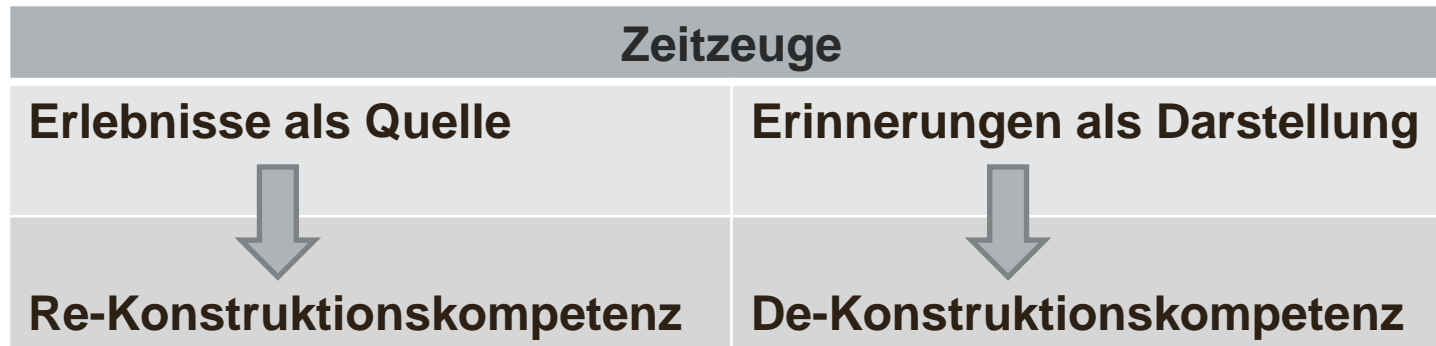 Zeitzeuge
Erlebnisse als Quelle
Erinnerungen als Darstellung
Re-Konstruktionskompetenz
De-Konstruktionskompetenz